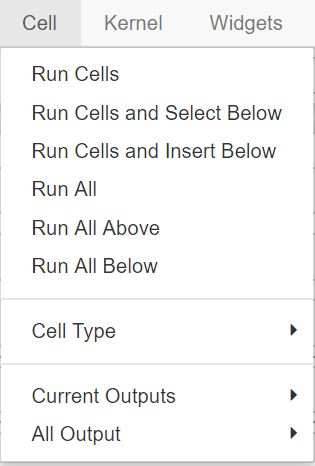 Cell Kernel Widgets
Run Cells
Run Cells and Select Below
Run Cells and Insert Below
Run All
Run All Above
Run All Below
Cell Type
Current Outputs
All Output